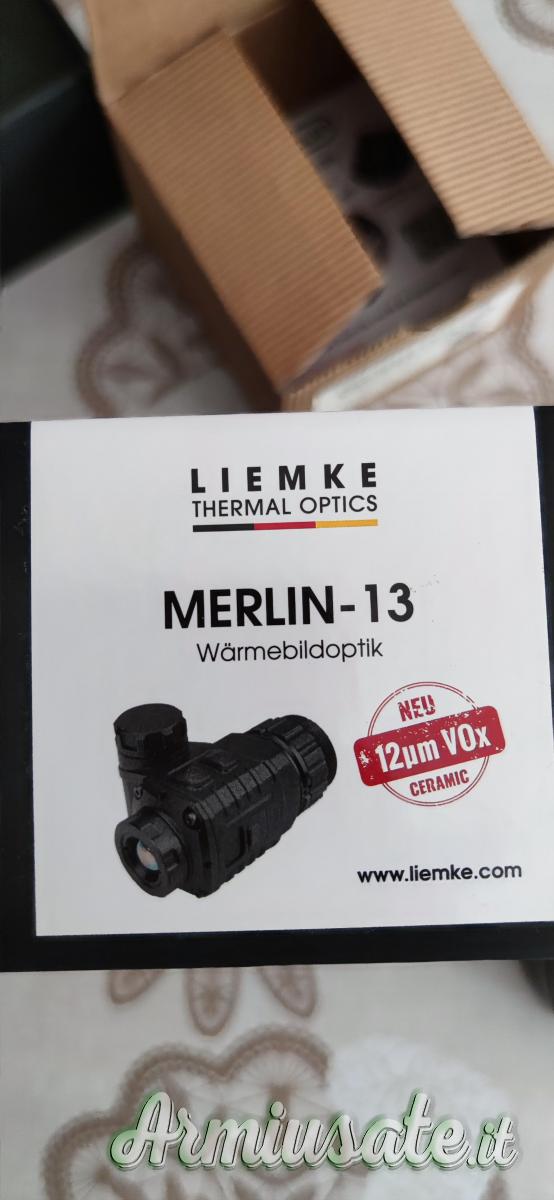 LIEMKE
THERMAL OPTICS
MERLIN-13
Wärmebildoptik
NEU
12µm VOx
CERAMIC
www.liemke.com
Armiusate.it